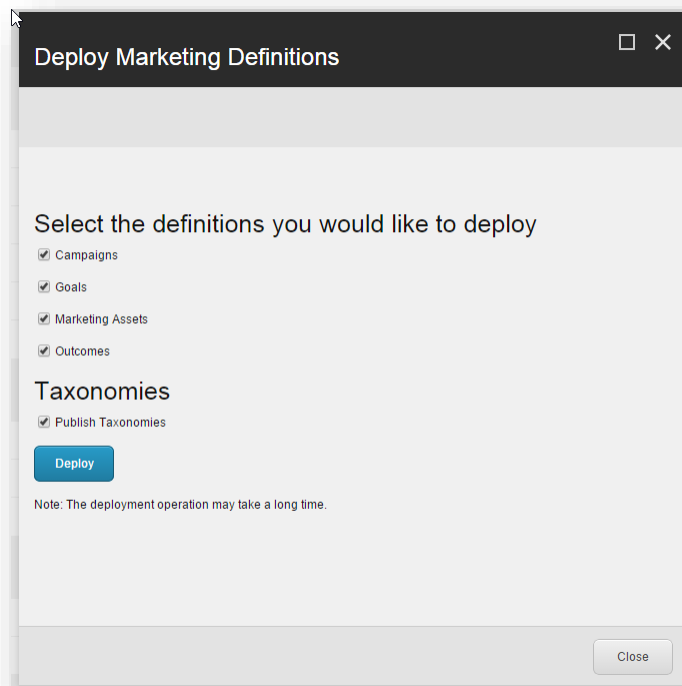 Deploy Marketing Definitions
Select the definitions you would like to deploy
Campaigns
Goals
Marketing Assets
Outcomes
Taxonomies
Publish Taxonomies
Deploy
Note: The deployment operation may take a long time.
Close